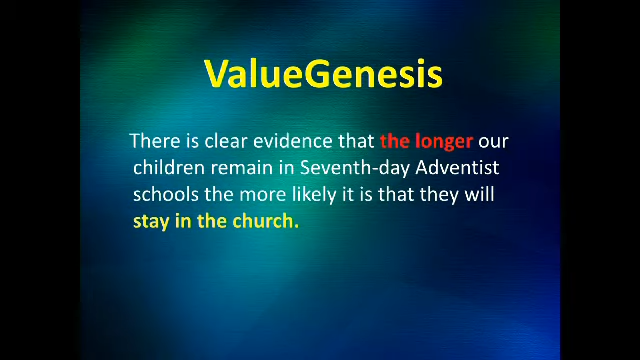 ValueGenesis
There is clear evidence that the longer our
children remain in Seventh-day Adventist
schools the more likely it is that they will
stay in the church.